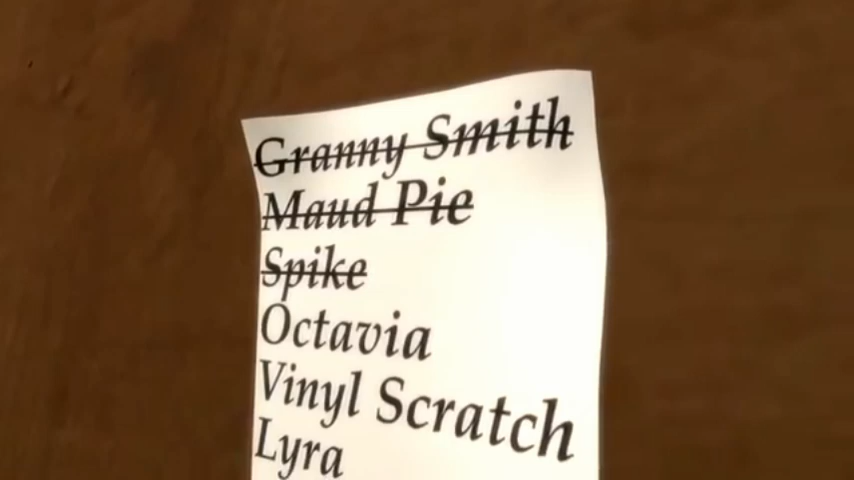 Granny Smith
Maud Pie
Spike
Octavia
Vinyl Scratch
Lyra